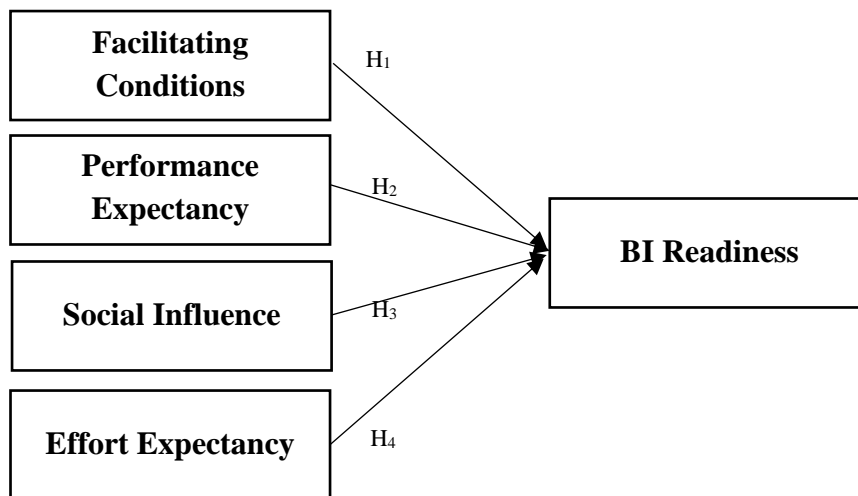 Facilitating
Conditions
H1
Performance
Expectancy
H2
BI Readiness
Social Influence
H3
Effort Expectancy
H4